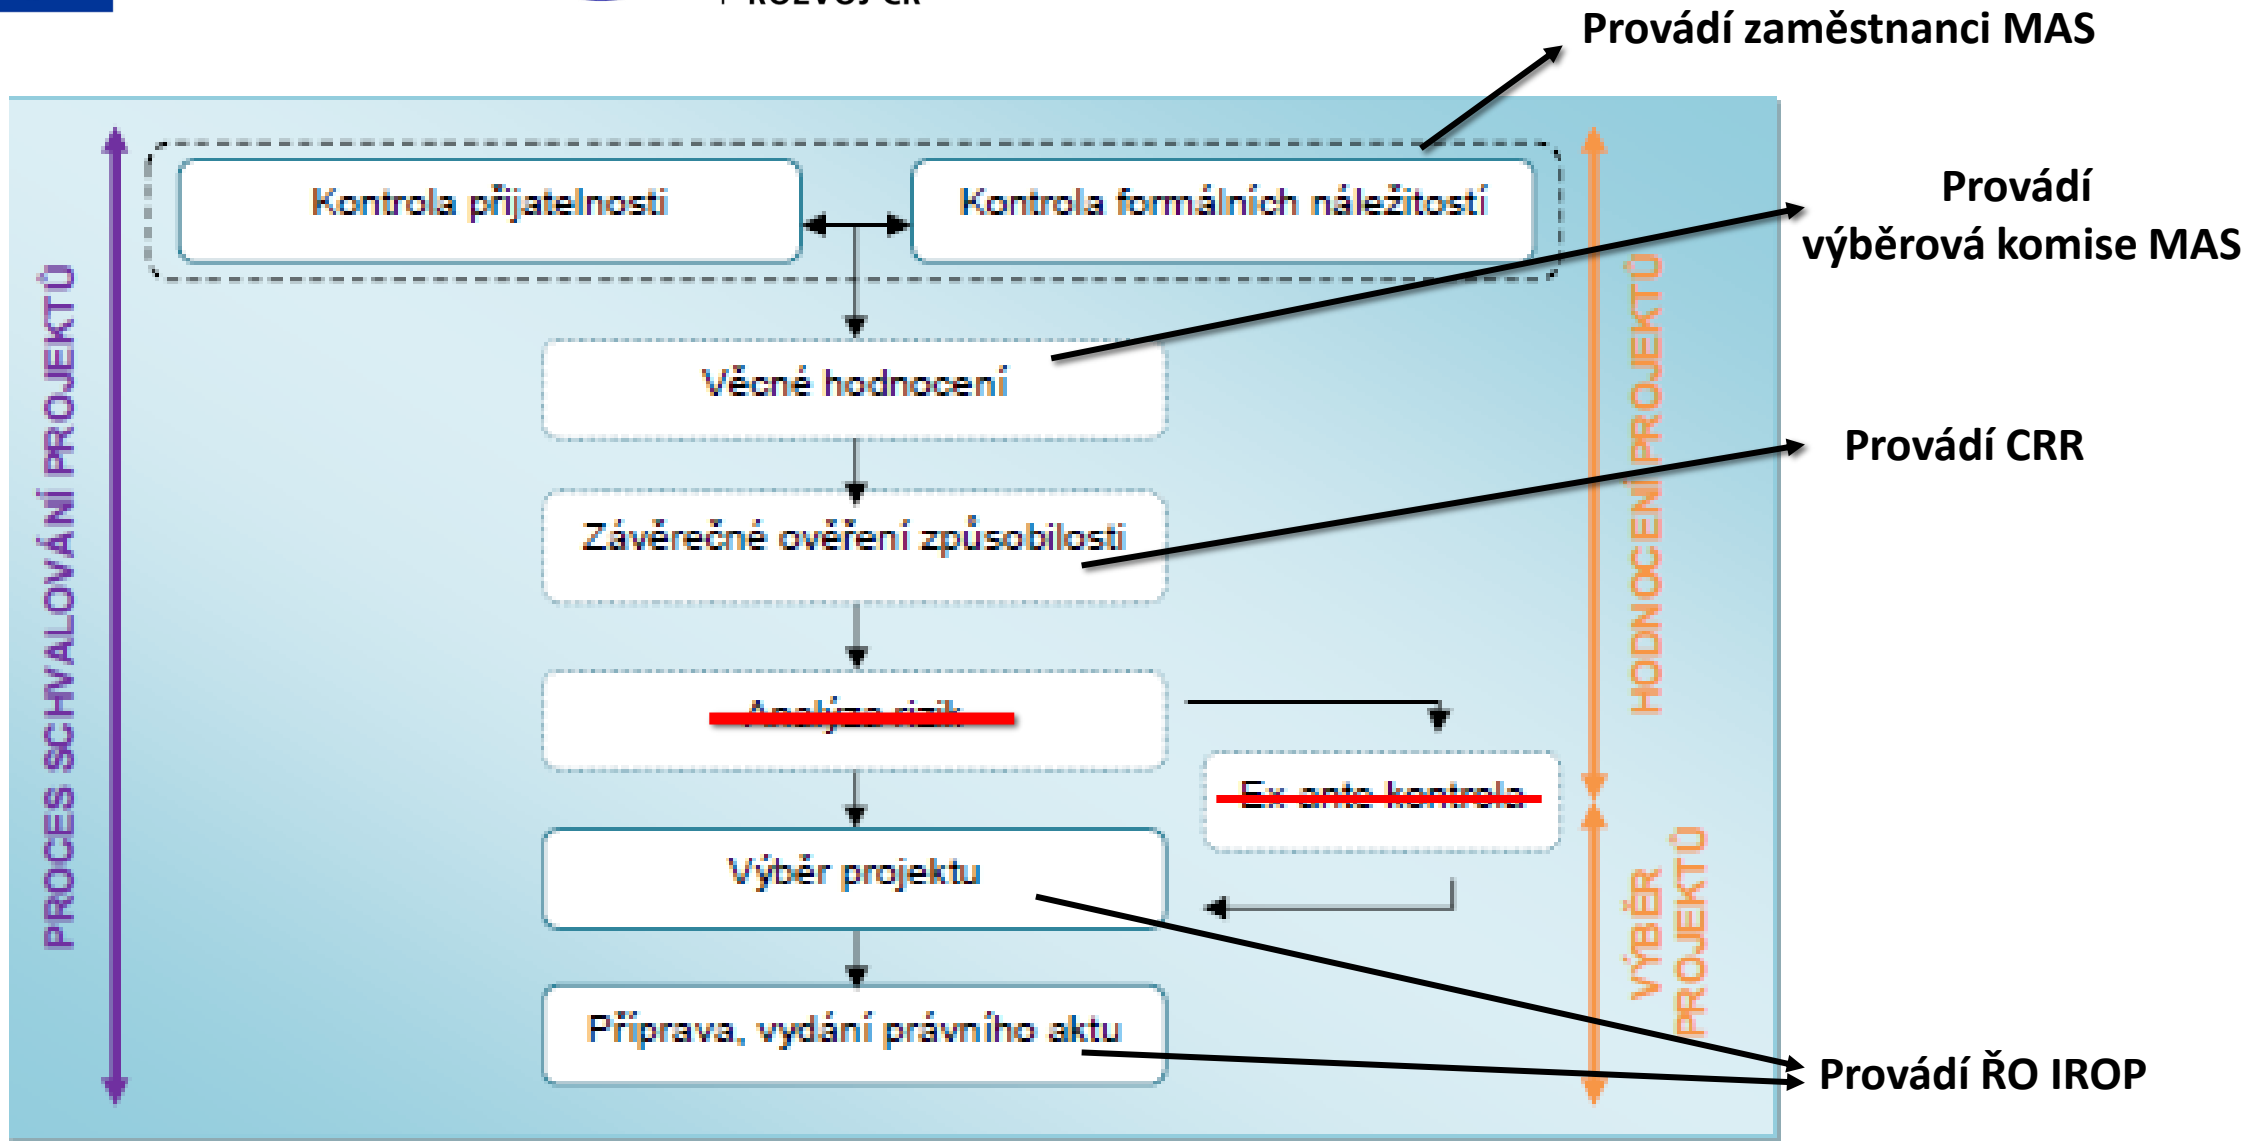 ROZVOJ ČR
Provádí zaměstnanci MAS
Kontrola přijatelnosti
Kontrola formálních náležitostí
Provádí
výběrová komise MAS
Věcné hodnocení
Provádí CRR
Závěrečné ověření způsobilosti
Analýza rizik
Ex-ante kontrola
Výběr projektu
Příprava, vydání právního aktu
Provádí ŘO IROP
PROCES SCHVALOVÁNÍ PROJEKTŮ
HODNOCENÍ PROJEKTŮ
VÝBĚR
PROJEKTŮ